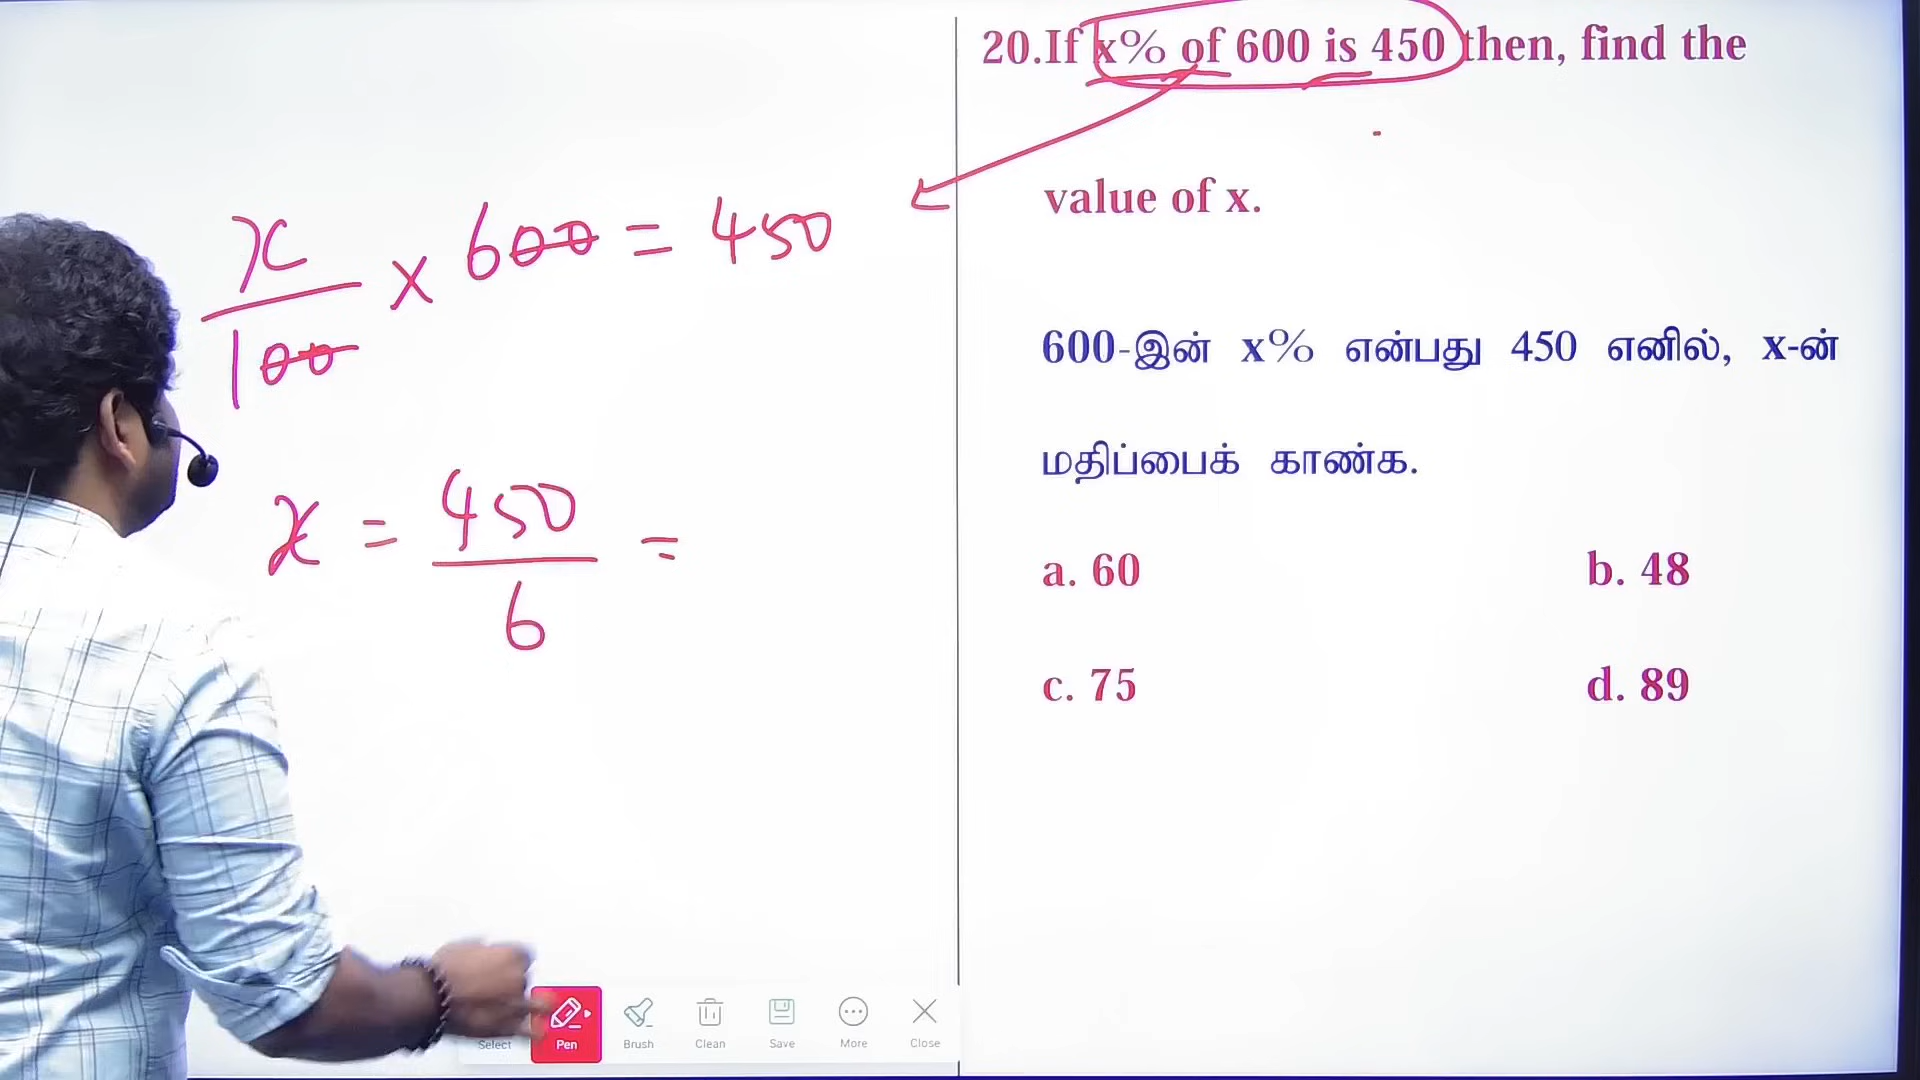 20.If x% of 600 is 450 then, find the
value of x.
600-இன் x% என்பது 450 எனில், x-ன்
மதிப்பைக் காண்க.
a. 60 b. 48
c. 75 d. 89
x/100 × 600 = 450
x = 450/6 =
Select Pen Brush Clean Save More Close